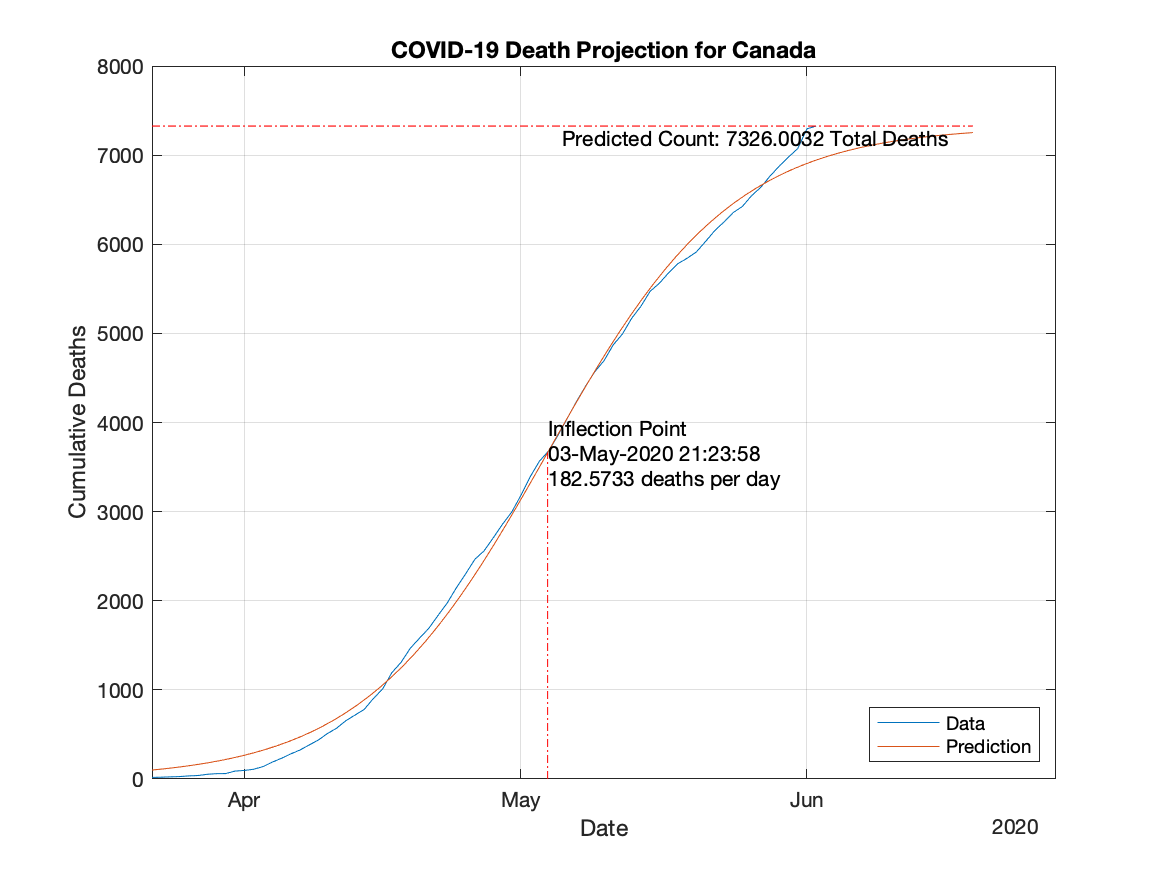 COVID-19 Death Projection for Canada
8000
Predicted Count: 7326.0032 Total Deaths
7000
6000
5000
Cumulative Deaths
4000
Inflection Point
03-May-2020 21:23:58
182.5733 deaths per day
3000
2000
1000
Data
Prediction
0
Apr
May
Jun
Date
2020